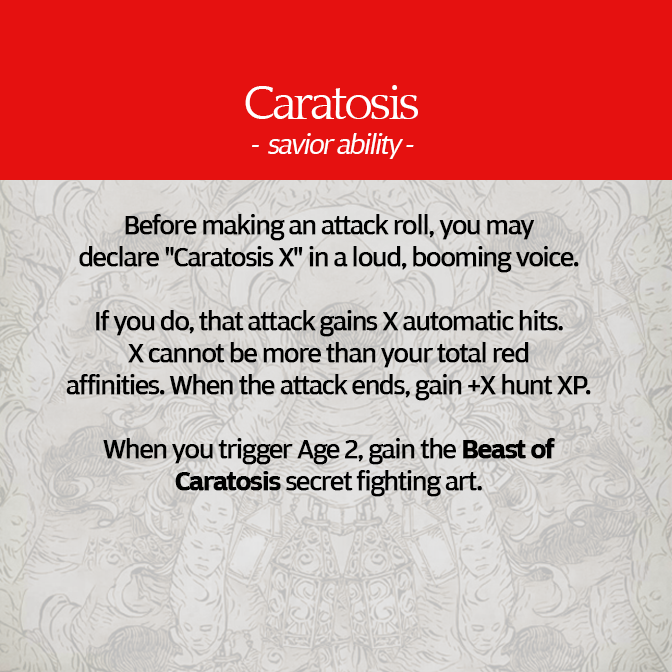 Caratosis
- savior ability -
Before making an attack roll, you may
declare "Caratosis X" in a loud, booming voice.
If you do, that attack gains X automatic hits.
X cannot be more than your total red
affinities. When the attack ends, gain +X hunt XP.
When you trigger Age 2, gain the Beast of
Caratosis secret fighting art.